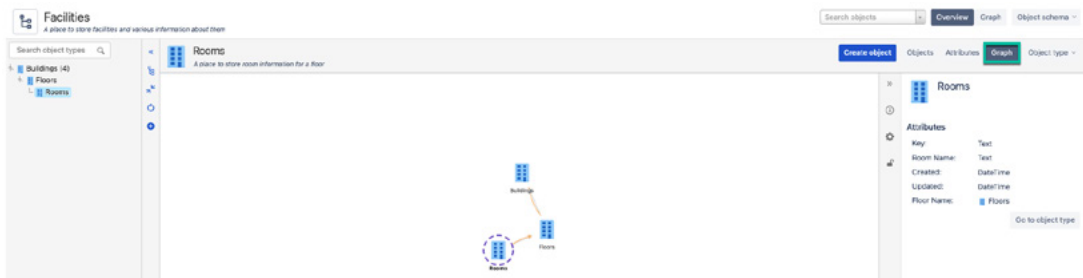 Facilities
A place to store facilities and various information about them
Search objects
Overview
Graph
Object schema
Search object types
Buildings (4)
Floors
Rooms
Rooms
A place to store room information for a floor
Create object
Objects
Attributes
Graph
Object type
Buildings
Floors
Rooms
Rooms
Attributes
Key: Text
Room Name: Text
Created: DateTime
Updated: DateTime
Floor Name: Floors
Go to object type